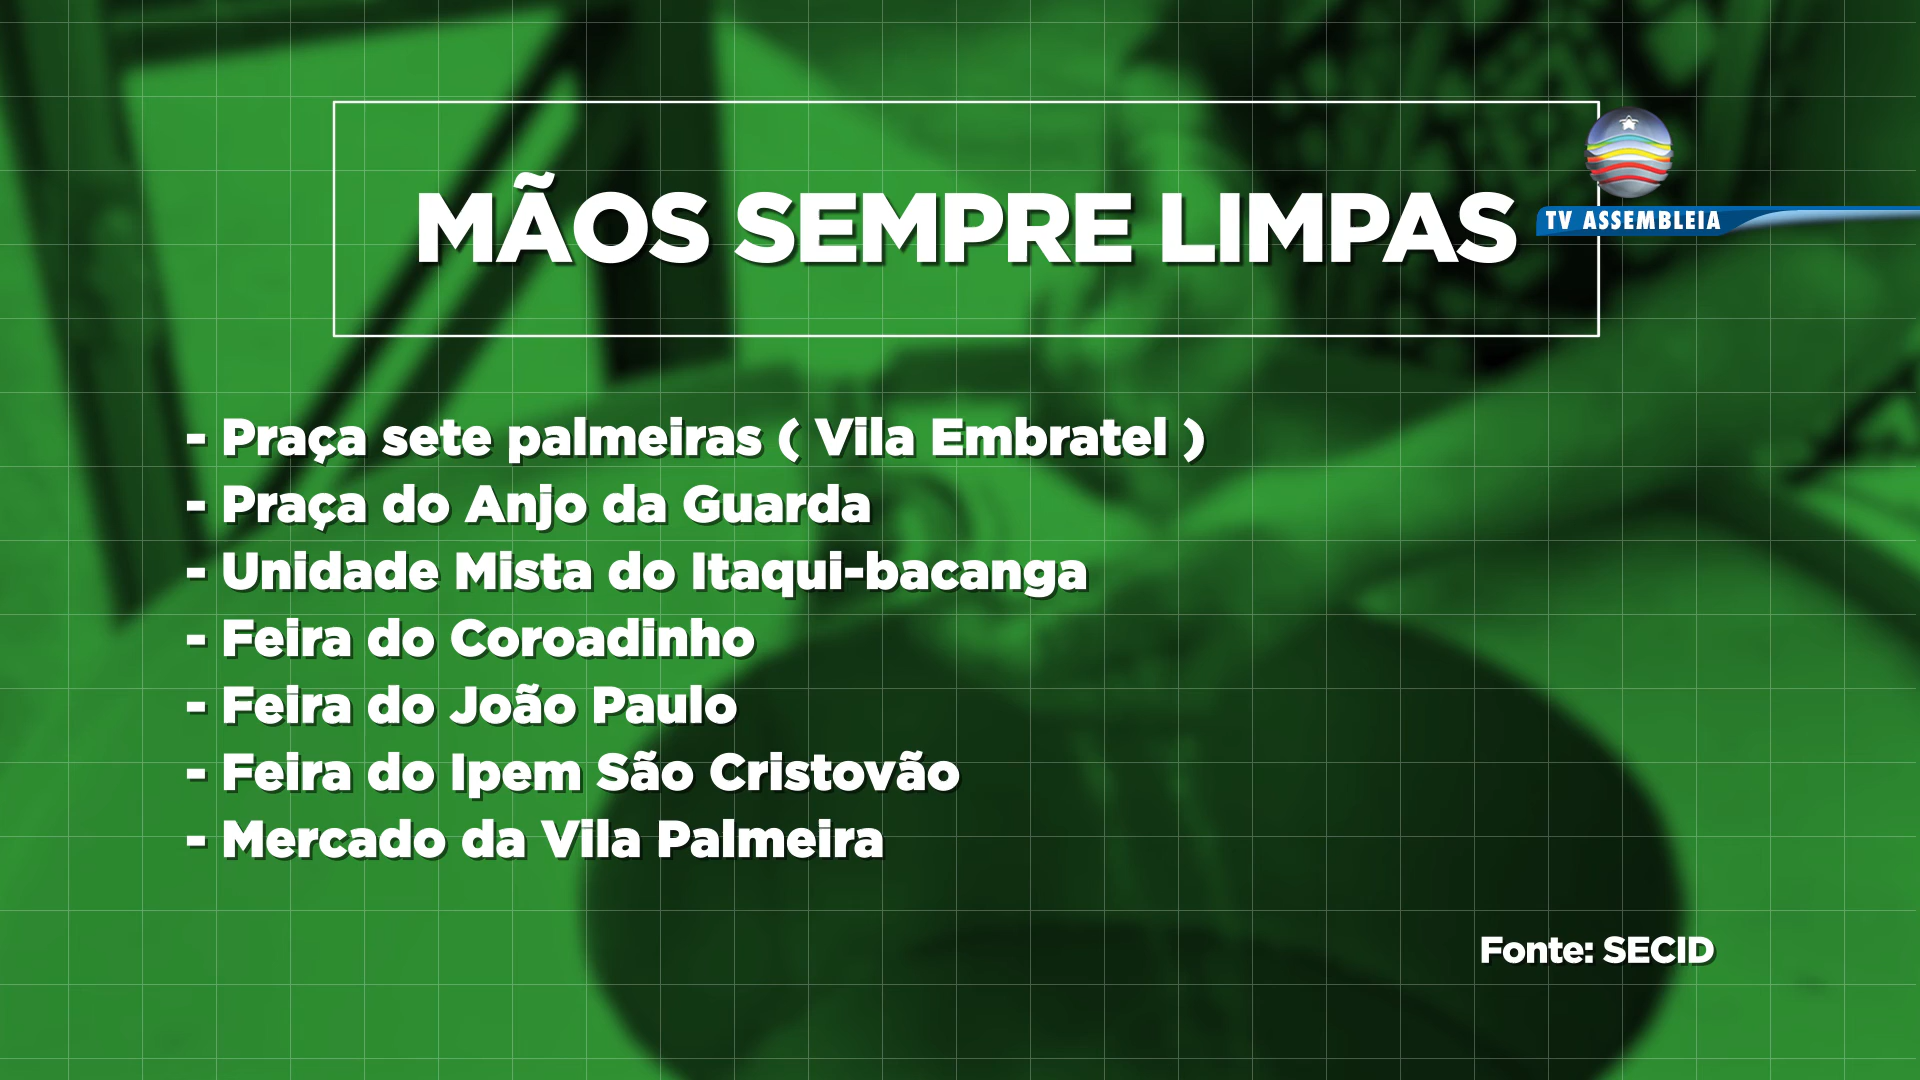 MÃOS SEMPRE LIMPAS
TV ASSEMBLEIA
- Praça sete palmeiras ( Vila Embratel )
- Praça do Anjo da Guarda
- Unidade Mista do Itaqui-bacanga
- Feira do Coroadinho
- Feira do João Paulo
- Feira do Ipem São Cristovão
- Mercado da Vila Palmeira
Fonte: SECID